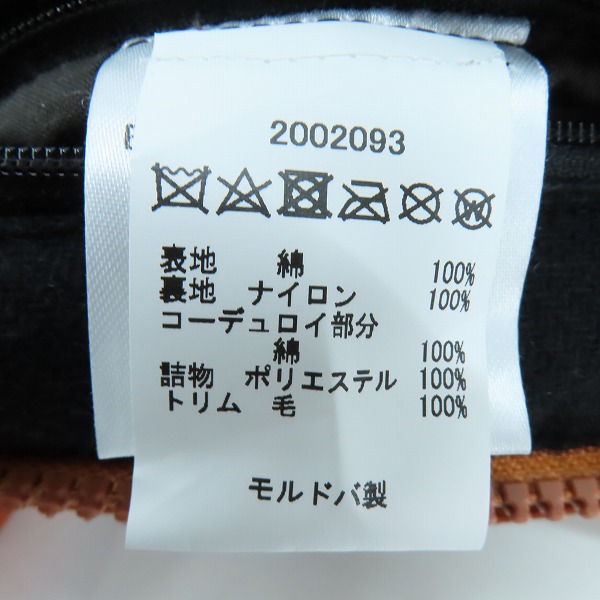 2002093
表地 綿 100%
裏地 ナイロン 100%
コーデュロイ部分
綿 100%
詰物 ポリエステル 100%
トリム 毛 100%
モルドバ製